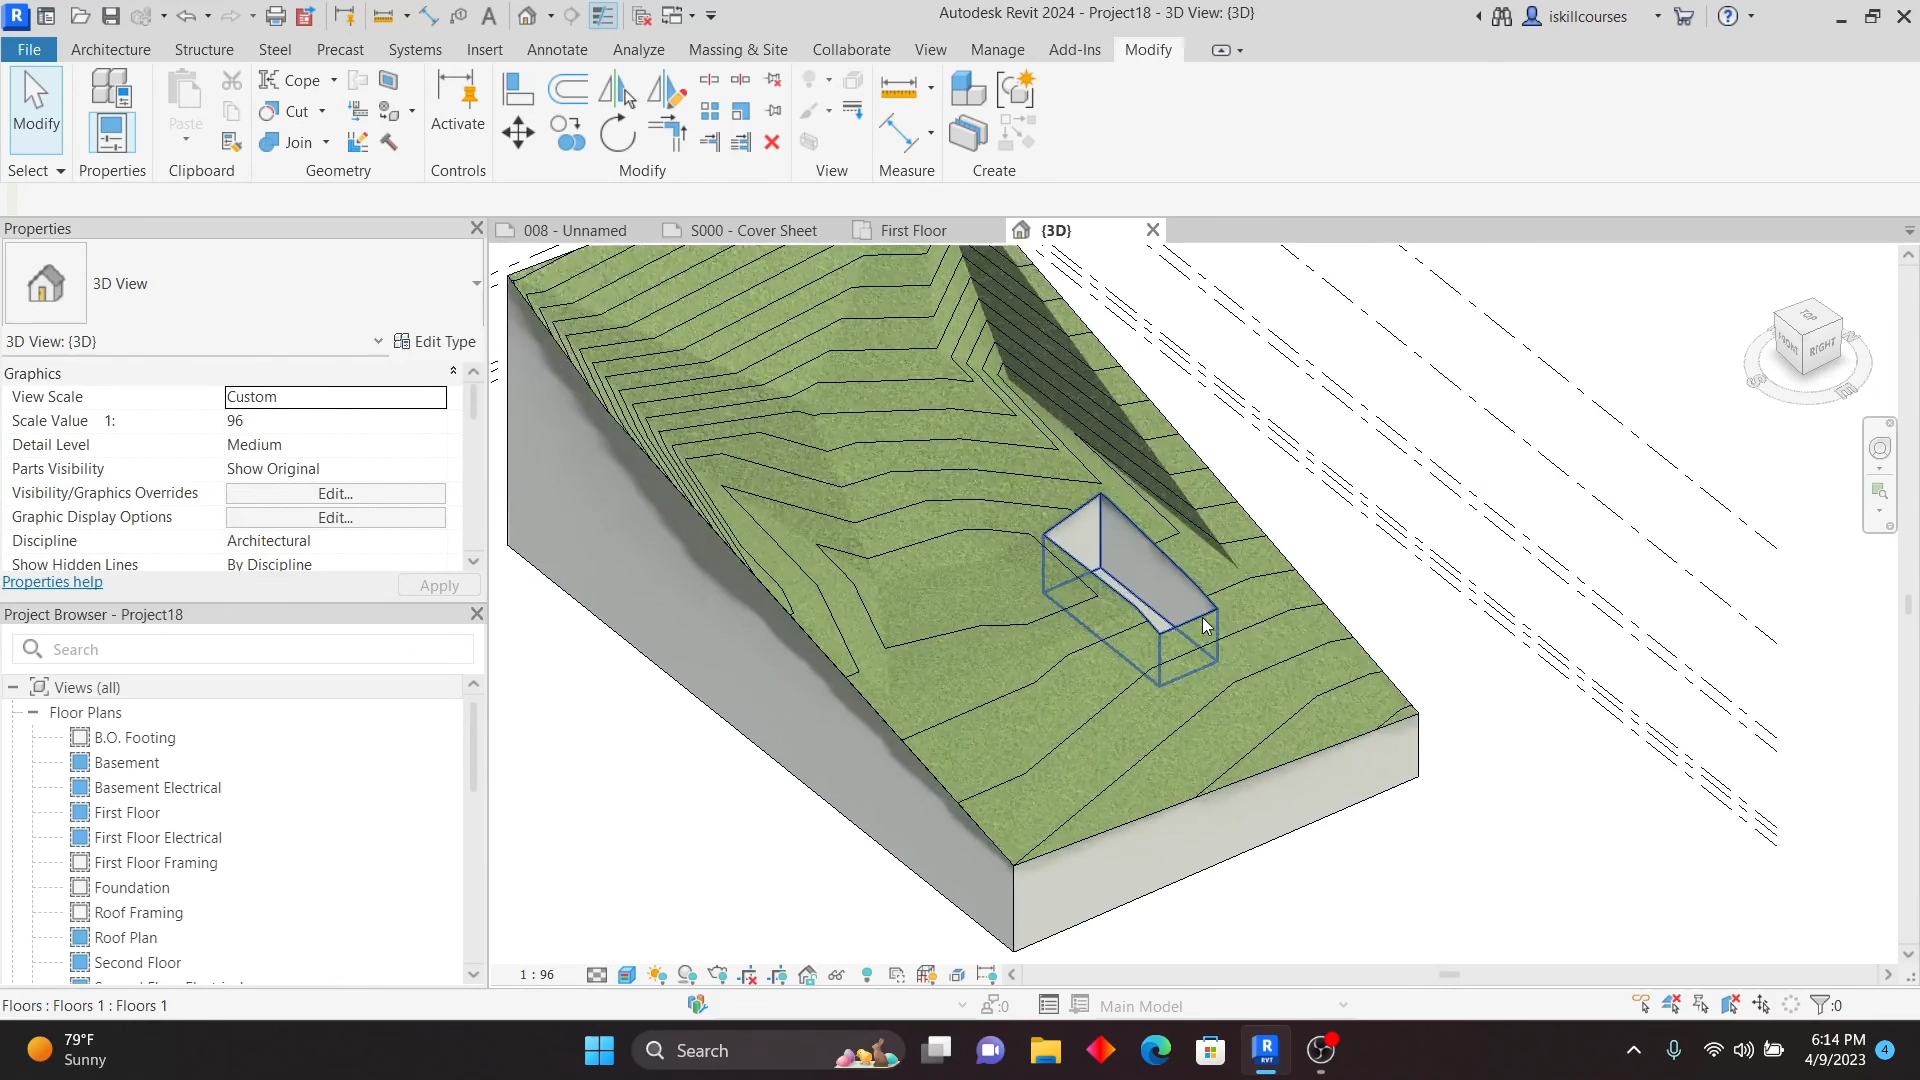 Autodesk Revit 2024 - Project18 - 3D View: {3D}
iskillcourses
File Architecture Structure Steel Precast Systems Insert Annotate Analyze Massing & Site Collaborate View Manage Add-Ins Modify
Modify
Paste
Cope
Cut
Join
Activate
Select Properties Clipboard Geometry Controls Modify View Measure Create
Properties
008 - Unnamed
S000 - Cover Sheet
First Floor
{3D}
3D View
3D View: {3D}
Edit Type
Graphics
View Scale Custom
Scale Value 1: 96
Detail Level Medium
Parts Visibility Show Original
Visibility/Graphics Overrides Edit...
Graphic Display Options Edit...
Discipline Architectural
Show Hidden Lines By Discipline
Properties help
Apply
Project Browser - Project18
Search
Views (all)
Floor Plans
B.O. Footing
Basement
Basement Electrical
First Floor
First Floor Electrical
First Floor Framing
Foundation
Roof Framing
Roof Plan
Second Floor
TOP
FRONT
RIGHT
1 : 96
Floors : Floors 1 : Floors 1
:0
Main Model
:0
79°F
Sunny
Search
6:14 PM
4/9/2023
4